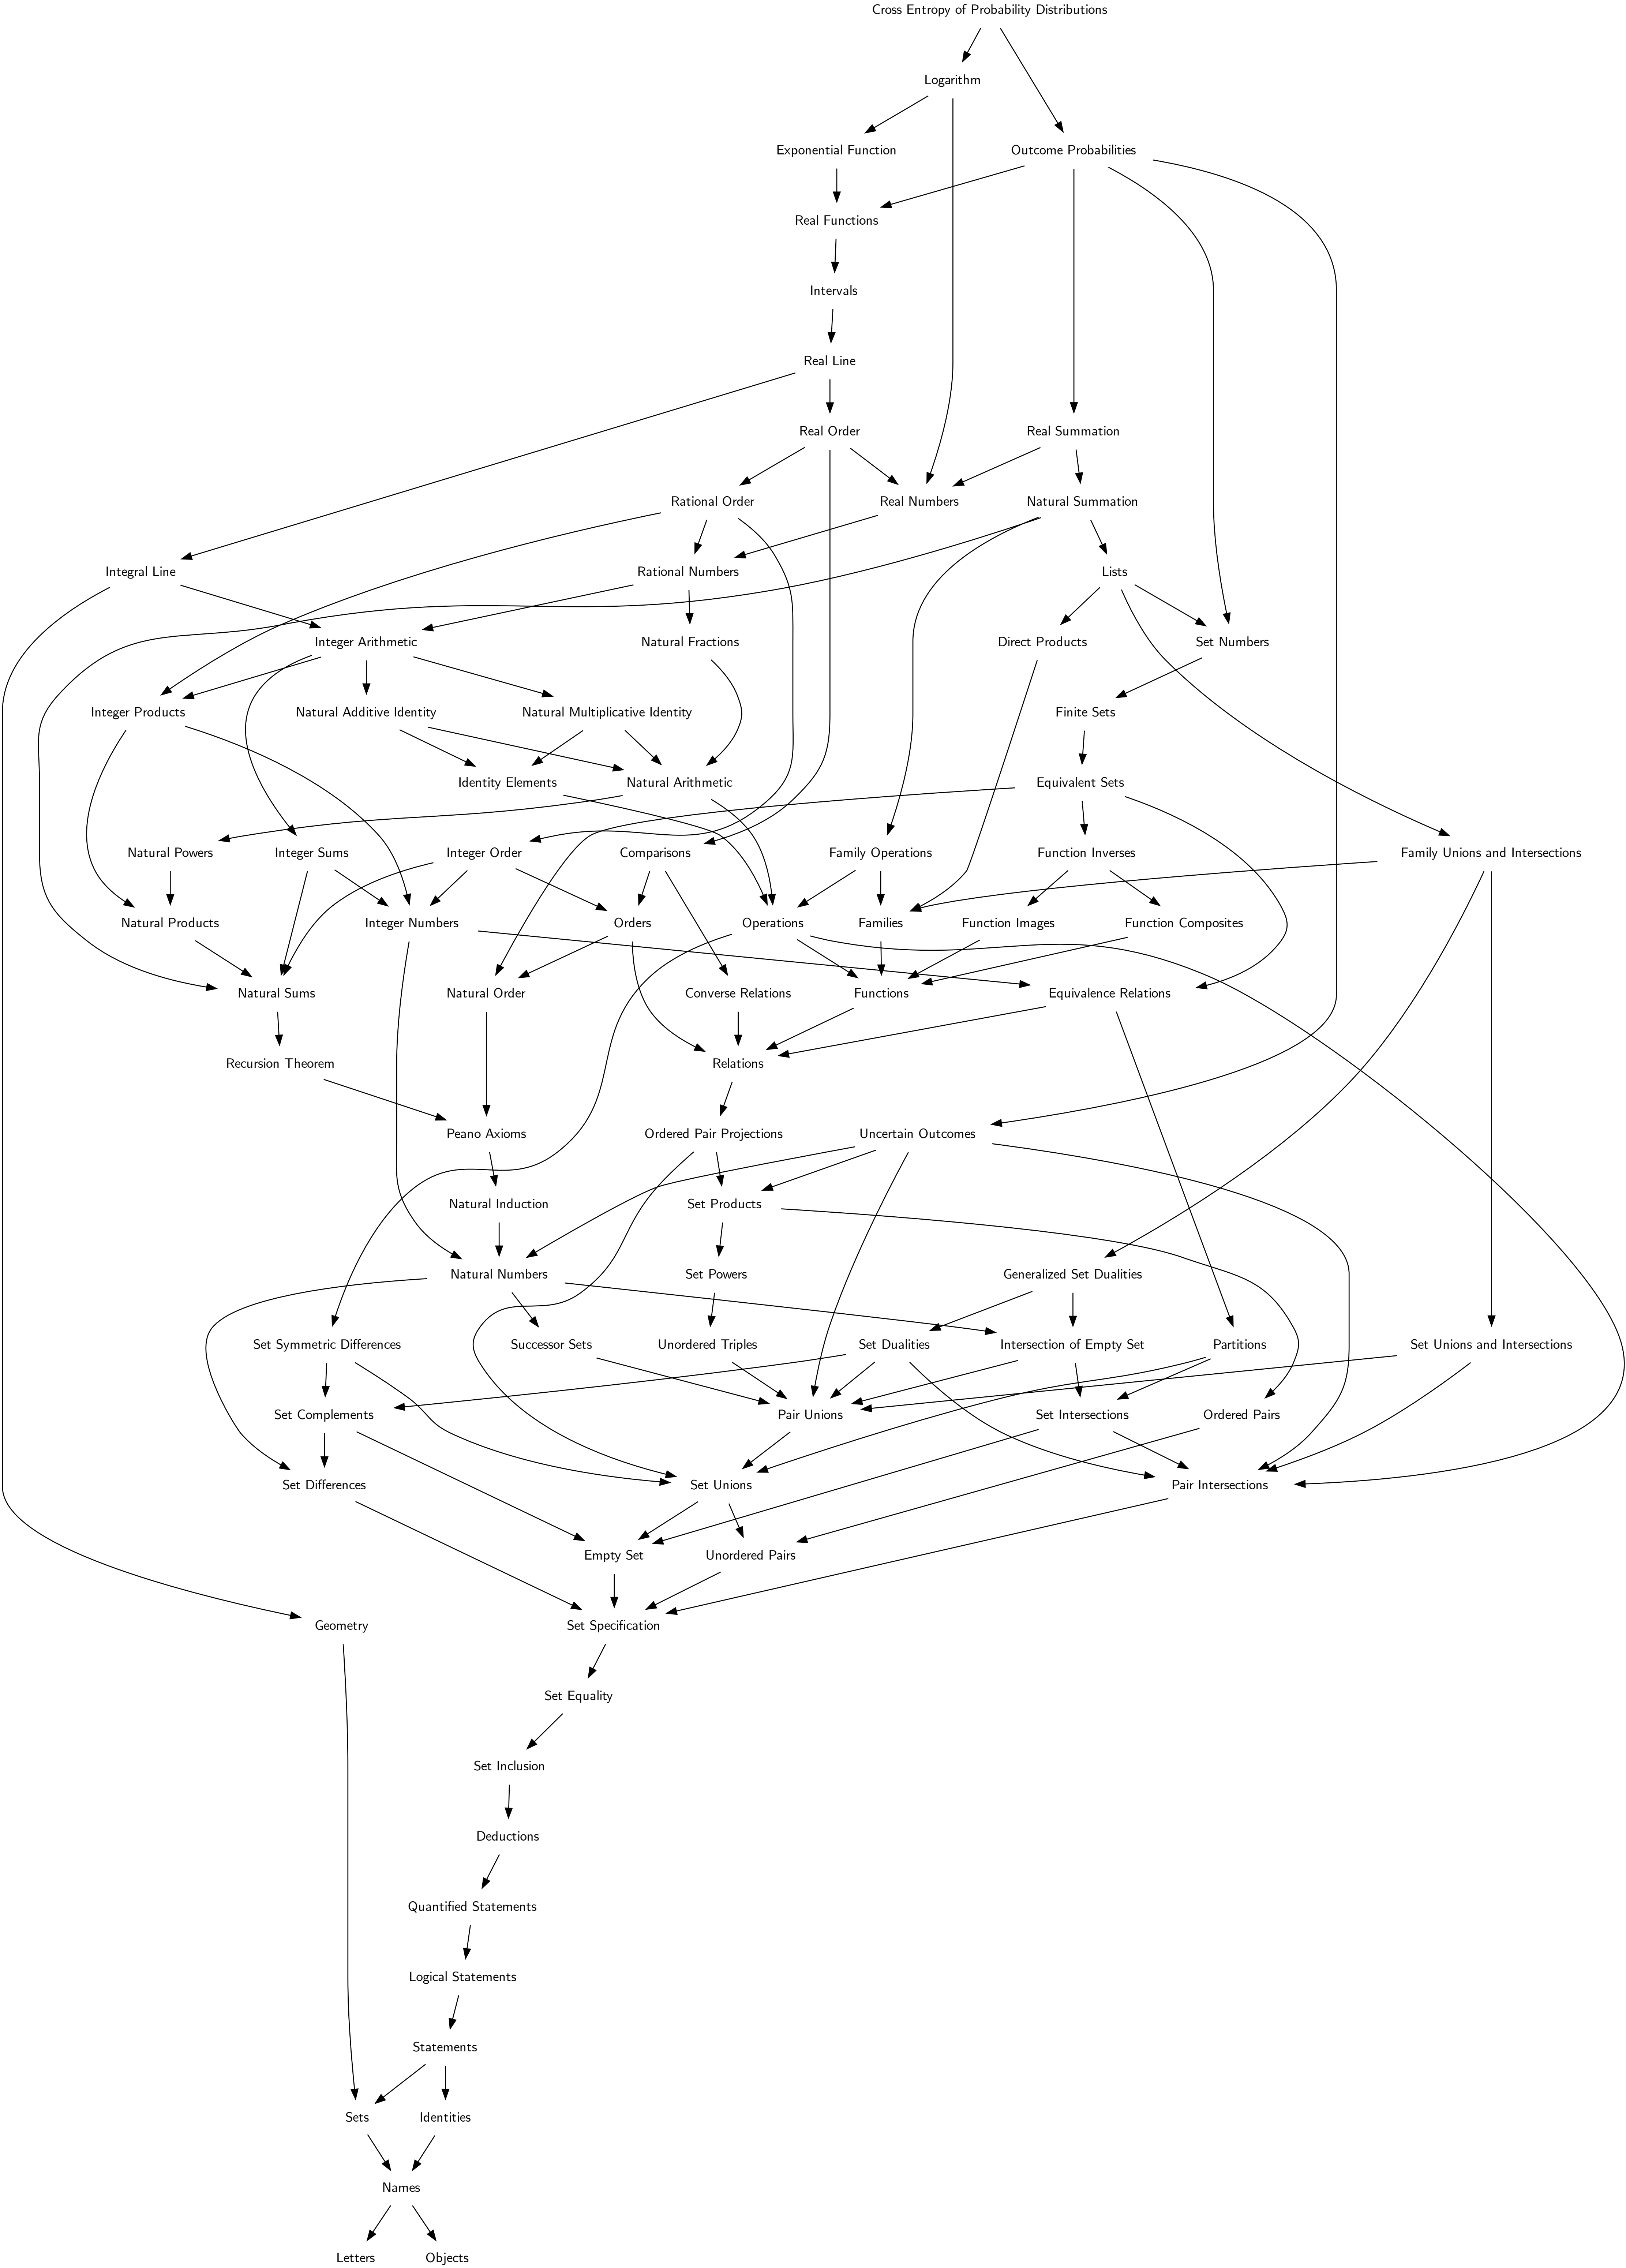 Cross Entropy of Probability Distributions
Logarithm
Exponential Function
Outcome Probabilities
Real Functions
Intervals
Real Line
Real Order
Real Summation
Rational Order
Real Numbers
Natural Summation
Integral Line
Rational Numbers
Lists
Integer Arithmetic
Natural Fractions
Direct Products
Set Numbers
Integer Products
Natural Additive Identity
Natural Multiplicative Identity
Finite Sets
Identity Elements
Natural Arithmetic
Equivalent Sets
Natural Powers
Integer Sums
Integer Order
Comparisons
Family Operations
Function Inverses
Family Unions and Intersections
Natural Products
Integer Numbers
Orders
Operations
Families
Function Images
Function Composites
Natural Sums
Natural Order
Converse Relations
Functions
Equivalence Relations
Recursion Theorem
Relations
Peano Axioms
Ordered Pair Projections
Uncertain Outcomes
Natural Induction
Set Products
Natural Numbers
Set Powers
Generalized Set Dualities
Set Symmetric Differences
Successor Sets
Unordered Triples
Set Dualities
Intersection of Empty Set
Partitions
Set Unions and Intersections
Set Complements
Pair Unions
Set Intersections
Ordered Pairs
Set Differences
Set Unions
Pair Intersections
Empty Set
Unordered Pairs
Geometry
Set Specification
Set Equality
Set Inclusion
Deductions
Quantified Statements
Logical Statements
Statements
Sets
Identities
Names
Letters
Objects